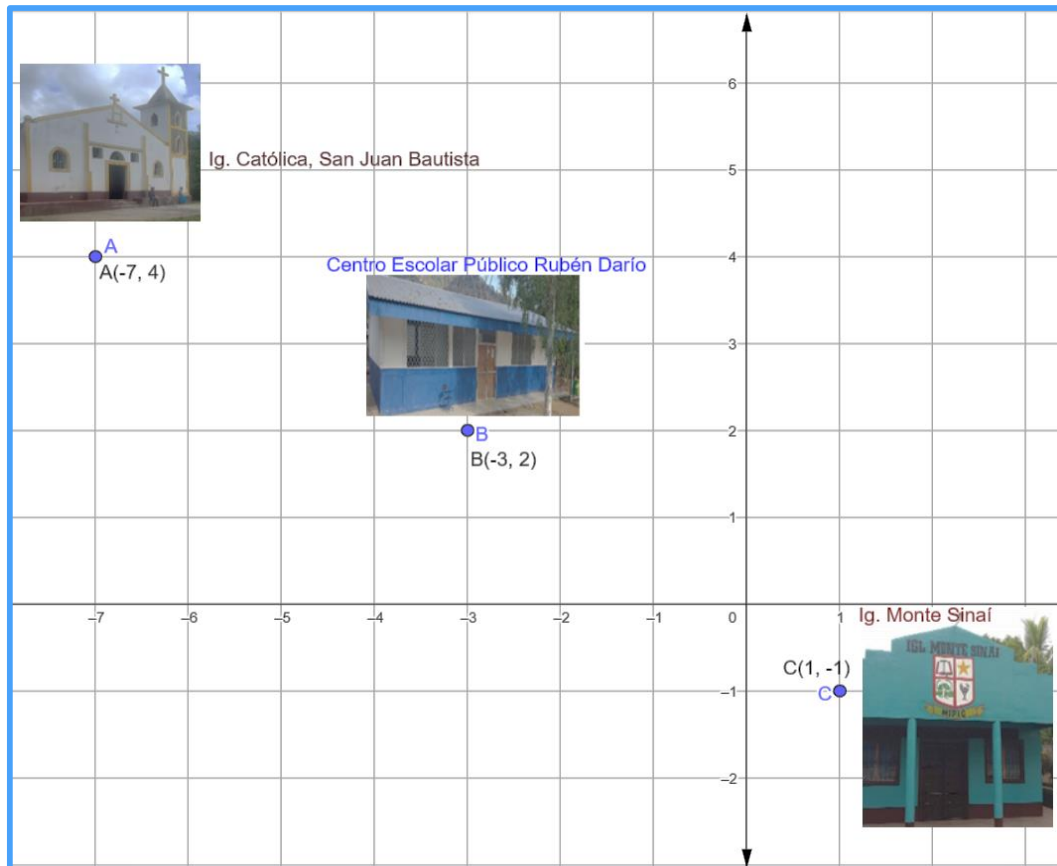 6
Ig. Católica, San Juan Bautista
5
A
4
A(-7, 4)
Centro Escolar Público Rubén Darío
3
2
B
B(-3, 2)
1
–7 –6 –5 –4 –3 –2 –1 0 1
Ig. Monte Sinaí
IGL MONTE SINAI
C(1, -1)
C
–1
MIPIG
–2